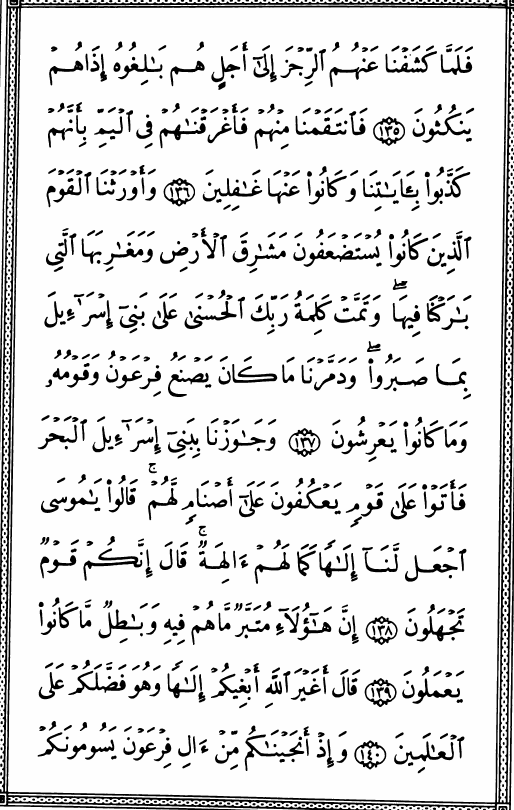 فَلَمَّا كَشَفْنَا عَنْهُمُ ٱلرِّجْزَ إِلَىٰٓ أَجَلٍ هُم بَـٰلِغُوهُ إِذَا هُمْ
يَنكُثُونَ ﴿١٣٥﴾ فَٱنتَقَمْنَا مِنْهُمْ فَأَغْرَقْنَـٰهُمْ فِى ٱلْيَمِّ بِأَنَّهُمْ
كَذَّبُوا۟ بِـَٔايَـٰتِنَا وَكَانُوا۟ عَنْهَا غَـٰفِلِينَ ﴿١٣٦﴾ وَأَوْرَثْنَا ٱلْقَوْمَ
ٱلَّذِينَ كَانُوا۟ يُسْتَضْعَفُونَ مَشَـٰرِقَ ٱلْأَرْضِ وَمَغَـٰرِبَهَا ٱلَّتِى
بَـٰرَكْنَا فِيهَا ۖ وَتَمَّتْ كَلِمَتُ رَبِّكَ ٱلْحُسْنَىٰ عَلَىٰ بَنِىٓ إِسْرَٰٓءِيلَ
بِمَا صَبَرُوا۟ ۖ وَدَمَّرْنَا مَا كَانَ يَصْنَعُ فِرْعَوْنُ وَقَوْمُهُۥ
وَمَا كَانُوا۟ يَعْرِشُونَ ﴿١٣٧﴾ وَجَـٰوَزْنَا بِبَنِىٓ إِسْرَٰٓءِيلَ ٱلْبَحْرَ
فَأَتَوْا۟ عَلَىٰ قَوْمٍ يَعْكُفُونَ عَلَىٰٓ أَصْنَامٍ لَّهُمْ ۚ قَالُوا۟ يَـٰمُوسَى
ٱجْعَل لَّنَآ إِلَـٰهًا كَمَا لَهُمْ ءَالِهَةٌ ۚ قَالَ إِنَّكُمْ قَوْمٌ
تَجْهَلُونَ ﴿١٣٨﴾ إِنَّ هَـٰٓؤُلَآءِ مُتَبَّرٌ مَّا هُمْ فِيهِ وَبَـٰطِلٌ مَّا كَانُوا۟
يَعْمَلُونَ ﴿١٣٩﴾ قَالَ أَغَيْرَ ٱللَّهِ أَبْغِيكُمْ إِلَـٰهًا وَهُوَ فَضَّلَكُمْ عَلَى
ٱلْعَـٰلَمِينَ ﴿١٤٠﴾ وَإِذْ أَنجَيْنَـٰكُم مِّنْ ءَالِ فِرْعَوْنَ يَسُومُونَكُمْ